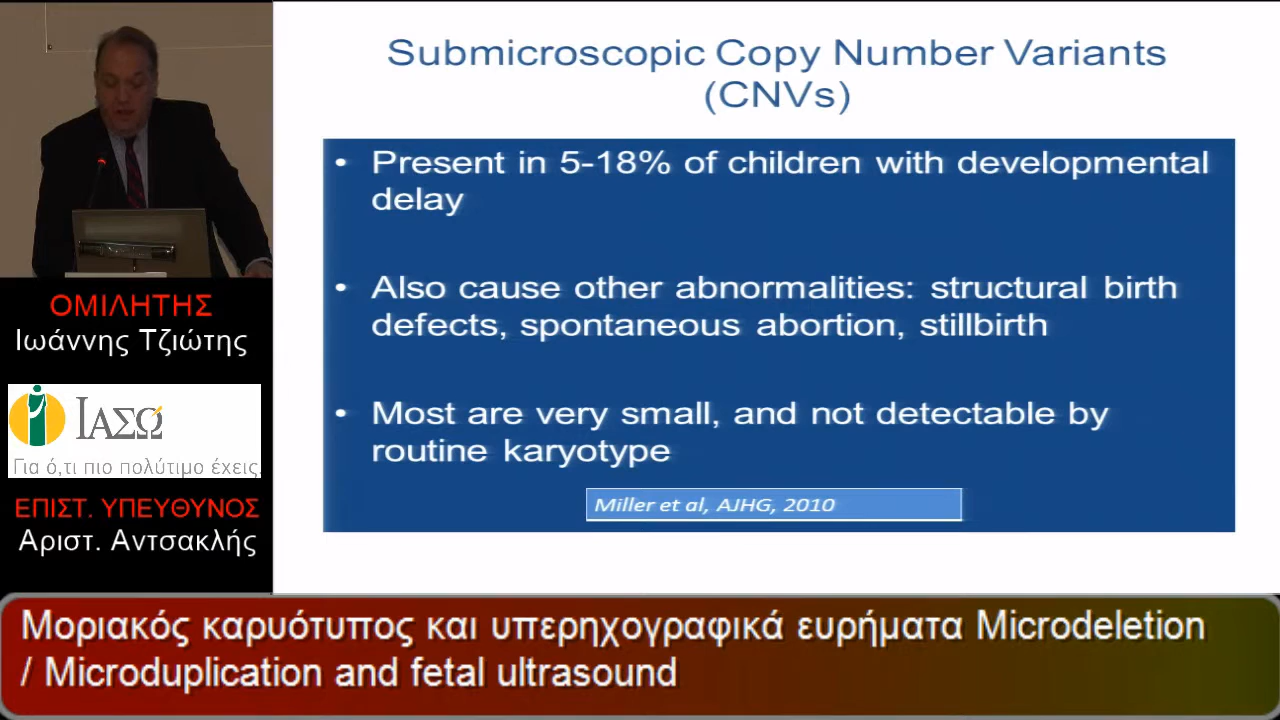 Submicroscopic Copy Number Variants
(CNVs)
• Present in 5-18% of children with developmental
delay
• Also cause other abnormalities: structural birth
defects, spontaneous abortion, stillbirth
• Most are very small, and not detectable by
routine karyotype
Miller et al, AJHG, 2010
ΟΜΙΛΗΤΗΣ
Ιωάννης Τζιώτης
ΙΑΣΩ
Για ό,τι πιο πολύτιμο έχεις.
ΕΠΙΣΤ. ΥΠΕΥΘΥΝΟΣ
Αριστ. Αντσακλής
Μοριακός καρυότυπος και υπερηχογραφικά ευρήματα Microdeletion
/ Microduplication and fetal ultrasound